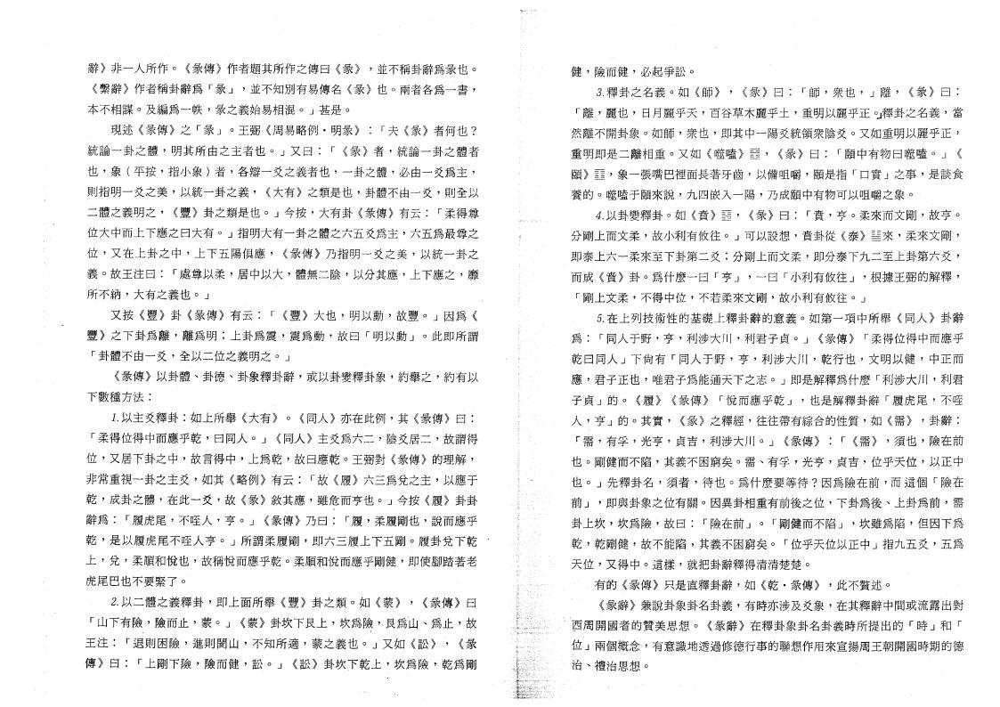 辭》非一人所作。《彖傳》作者題其所作之傳曰《彖》，並不稱卦辭爲彖也。
《繫辭》作者稱卦辭爲「彖」，並不知別有易傳名《彖》也。兩者各爲一書，
本不相謀。及編爲一帙，彖之義始易相混。」甚是。
現述《彖傳》之「彖」。王弼《周易略例·明彖》：「夫《彖》者何也？
統論一卦之體，明其所由之主者也。」又曰：「《彖》者，統論一卦之體者
也，象（平按，指小象）者，各辯一爻之義者也，一卦之體，必由一爻爲主，
則指明一爻之美，以統一卦之義，《大有》之類是也，卦體不由一爻，則全以
二體之義明之，《豐》卦之類是也。」今按，大有卦《彖傳》有云：「柔得尊
位大中而上下應之曰大有。」指明大有一卦之體之六五爻爲主，六五爲最尊之
位，又在上卦之中，上下五陽俱應，《彖傳》乃指明一爻之美，以統一卦之
義。故王注曰：「處尊以柔，居中以大，體無二陰，以分其應，上下應之，靡
所不納，大有之義也。」
又按《豐》卦《彖傳》有云：「《豐》大也，明以動，故豐。」因爲《
豐》之下卦爲離，離爲明；上卦爲震，震爲動，故曰「明以動」。此即所謂
「卦體不由一爻，全以二位之義明之。」
《彖傳》以卦體、卦德、卦象釋卦辭，或以卦變釋卦象，約舉之，約有以
下數種方法：
1.以主爻釋卦：如上所舉《大有》。《同人》亦在此例，其《彖傳》曰：
「柔得位得中而應乎乾，曰同人。」《同人》主爻爲六二，陰爻居二，故謂得
位，又居下卦之中，故言得中，上爲乾，故曰應乾。王弼對《彖傳》的理解，
非常重視一卦之主爻，如其《略例》有云：「故《履》六三爲兌之主，以應于
乾，成卦之體，在此一爻，故《彖》敘其應，雖危而亨也。」今按《履》卦卦
辭爲：「履虎尾，不咥人，亨。」《彖傳》乃曰：「履，柔履剛也，說而應乎
乾，是以履虎尾不咥人亨。」所謂柔履剛，即六三履上下五剛。履卦兌下乾
上，兌，柔順和悅也，故稱悅而應乎乾。柔順和悅而應乎剛健，即使腳踏著老
虎尾巴也不要緊了。
2.以二體之義釋卦，即上面所舉《豐》卦之類。如《蒙》，《彖傳》曰
「山下有險，險而止，蒙。」《蒙》卦坎下艮上，坎爲險，艮爲山、爲止，故
王注：「退則困險，進則閡山，不知所適，蒙之義也。」又如《訟》，《彖
傳》曰：「上剛下險，險而健，訟。」《訟》卦坎下乾上，坎爲險，乾爲剛
健，險而健，必起爭訟。
3.釋卦之名義。如《師》，《彖》曰：「師，衆也，」離，《彖》曰：
「離，麗也，日月麗乎天，百谷草木麗乎土，重明以麗乎正。」釋卦之名義，當
然離不開卦象。如師，衆也，即其中一陽爻統領衆陰爻。又如重明以麗乎正，
重明即是二離相重。又如《噬嗑》䷔，《彖》曰：「頤中有物曰噬嗑。」《
頤》䷚，象一張嘴巴裡面長著牙齒，以備咀嚼，頤是指「口實」之事，是談食
養的。噬嗑于頤來說，九四嵌入一陽，乃成頤中有物可以咀嚼之象。
4.以卦變釋卦。如《賁》䷕，《彖》曰：「賁，亨。柔來而文剛，故亨。
分剛上而文柔，故小利有攸往。」可以設想，賁卦從《泰》䷊來，柔來文剛，
即泰上六一柔來至下卦第二爻；分剛上而文柔，即分泰下九二至上卦第六爻，
而成《賁》卦。爲什麼一曰「亨」，一曰「小利有攸往」，根據王弼的解釋，
「剛上文柔，不得中位，不若柔來文剛，故小利有攸往。」
5.在上列技術性的基礎上釋卦辭的意義。如第一項中所舉《同人》卦辭
爲：「同人于野，亨，利涉大川，利君子貞。」《彖傳》「柔得位得中而應乎
乾曰同人」下尙有「同人于野，亨，利涉大川，乾行也，文明以健，中正而
應，君子正也，唯君子爲能通天下之志。」即是解釋爲什麼「利涉大川，利君
子貞」的。《履》《彖傳》「悅而應乎乾」，也是解釋卦辭「履虎尾，不咥
人，亨」的。其實，《彖》之釋經，往往帶有綜合的性質，如《需》，卦辭：
「需，有孚，光亨，貞吉，利涉大川。」《彖傳》：「《需》，須也，險在前
也。剛健而不陷，其義不困窮矣。需、有孚，光亨，貞吉，位乎天位，以正中
也。」先釋卦名，須者，待也。爲什麼要等待？因爲險在前，而這個「險在
前」，即與卦象之位有關。因異卦相重有前後之位，下卦爲後、上卦爲前，需
卦上坎，坎爲險，故曰：「險在前」。「剛健而不陷」，坎雖爲險，但因下爲
乾，乾剛健，故不能陷，其義不困窮矣。「位乎天位以正中」指九五爻，五爲
天位，又得中。這樣，就把卦辭釋得清清楚楚。
有的《彖傳》只是直釋卦辭，如《乾·彖傳》，此不贅述。
《彖辭》兼說卦象卦名卦義，有時亦涉及爻象，在其釋辭中間或流露出對
西周開國者的贊美思想。《彖辭》在釋卦象卦名卦義時所提出的「時」和「
位」兩個概念，有意識地透過修德行事的聯想作用來宣揚周王朝開國時期的德
治、禮治思想。